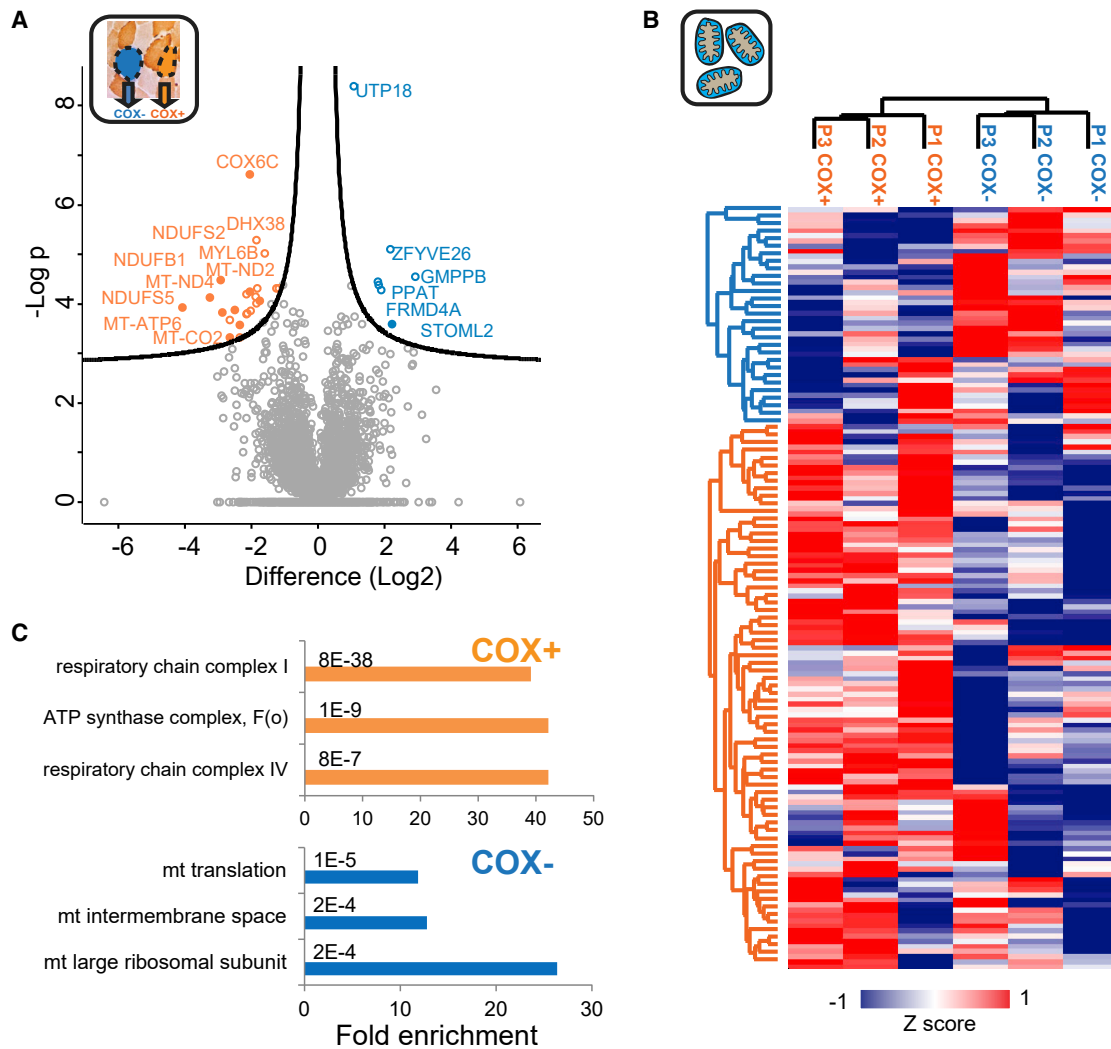 A
COX- COX+
-Log p
8
6
4
2
0
UTP18
COX6C
DHX38
NDUFS2
MYL6B
NDUFB1
MT-ND2
MT-ND4
NDUFS5
MT-ATP6
MT-CO2
ZFYVE26
GMPPB
PPAT
FRMD4A
STOML2
-6 -4 -2 0 2 4 6
Difference (Log2)
B
P3 COX+
P2 COX+
P1 COX+
P3 COX-
P2 COX-
P1 COX-
-1 1
Z score
C
COX+
respiratory chain complex I 8E-38
ATP synthase complex, F(o) 1E-9
respiratory chain complex IV 8E-7
0 10 20 30 40 50
COX-
mt translation 1E-5
mt intermembrane space 2E-4
mt large ribosomal subunit 2E-4
0 10 20 30
Fold enrichment